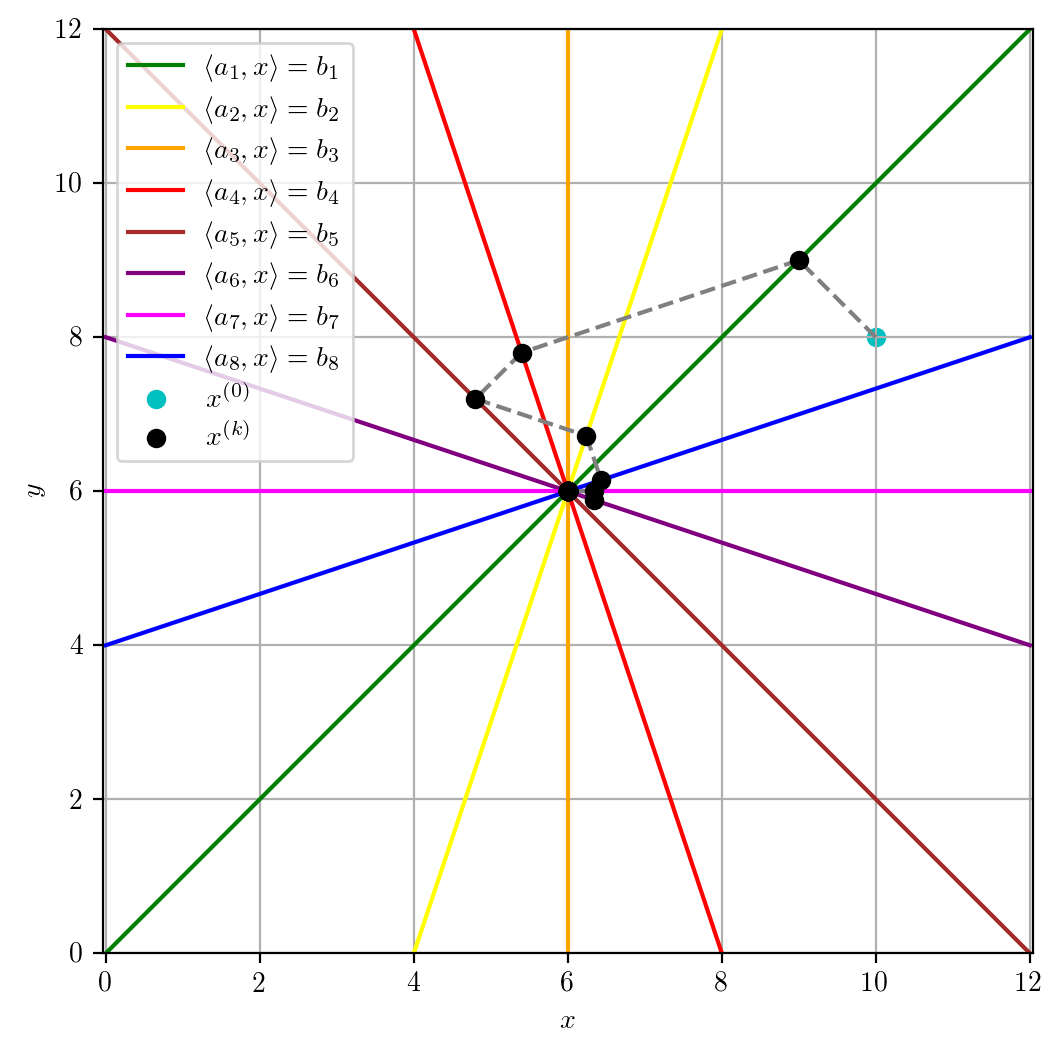 12
10
8
6
4
2
0
y
⟨a₁, x⟩ = b₁
⟨a₂, x⟩ = b₂
⟨a₃, x⟩ = b₃
⟨a₄, x⟩ = b₄
⟨a₅, x⟩ = b₅
⟨a₆, x⟩ = b₆
⟨a₇, x⟩ = b₇
⟨a₈, x⟩ = b₈
x⁽⁰⁾
x⁽ᵏ⁾
0 2 4 6 8 10 12
x